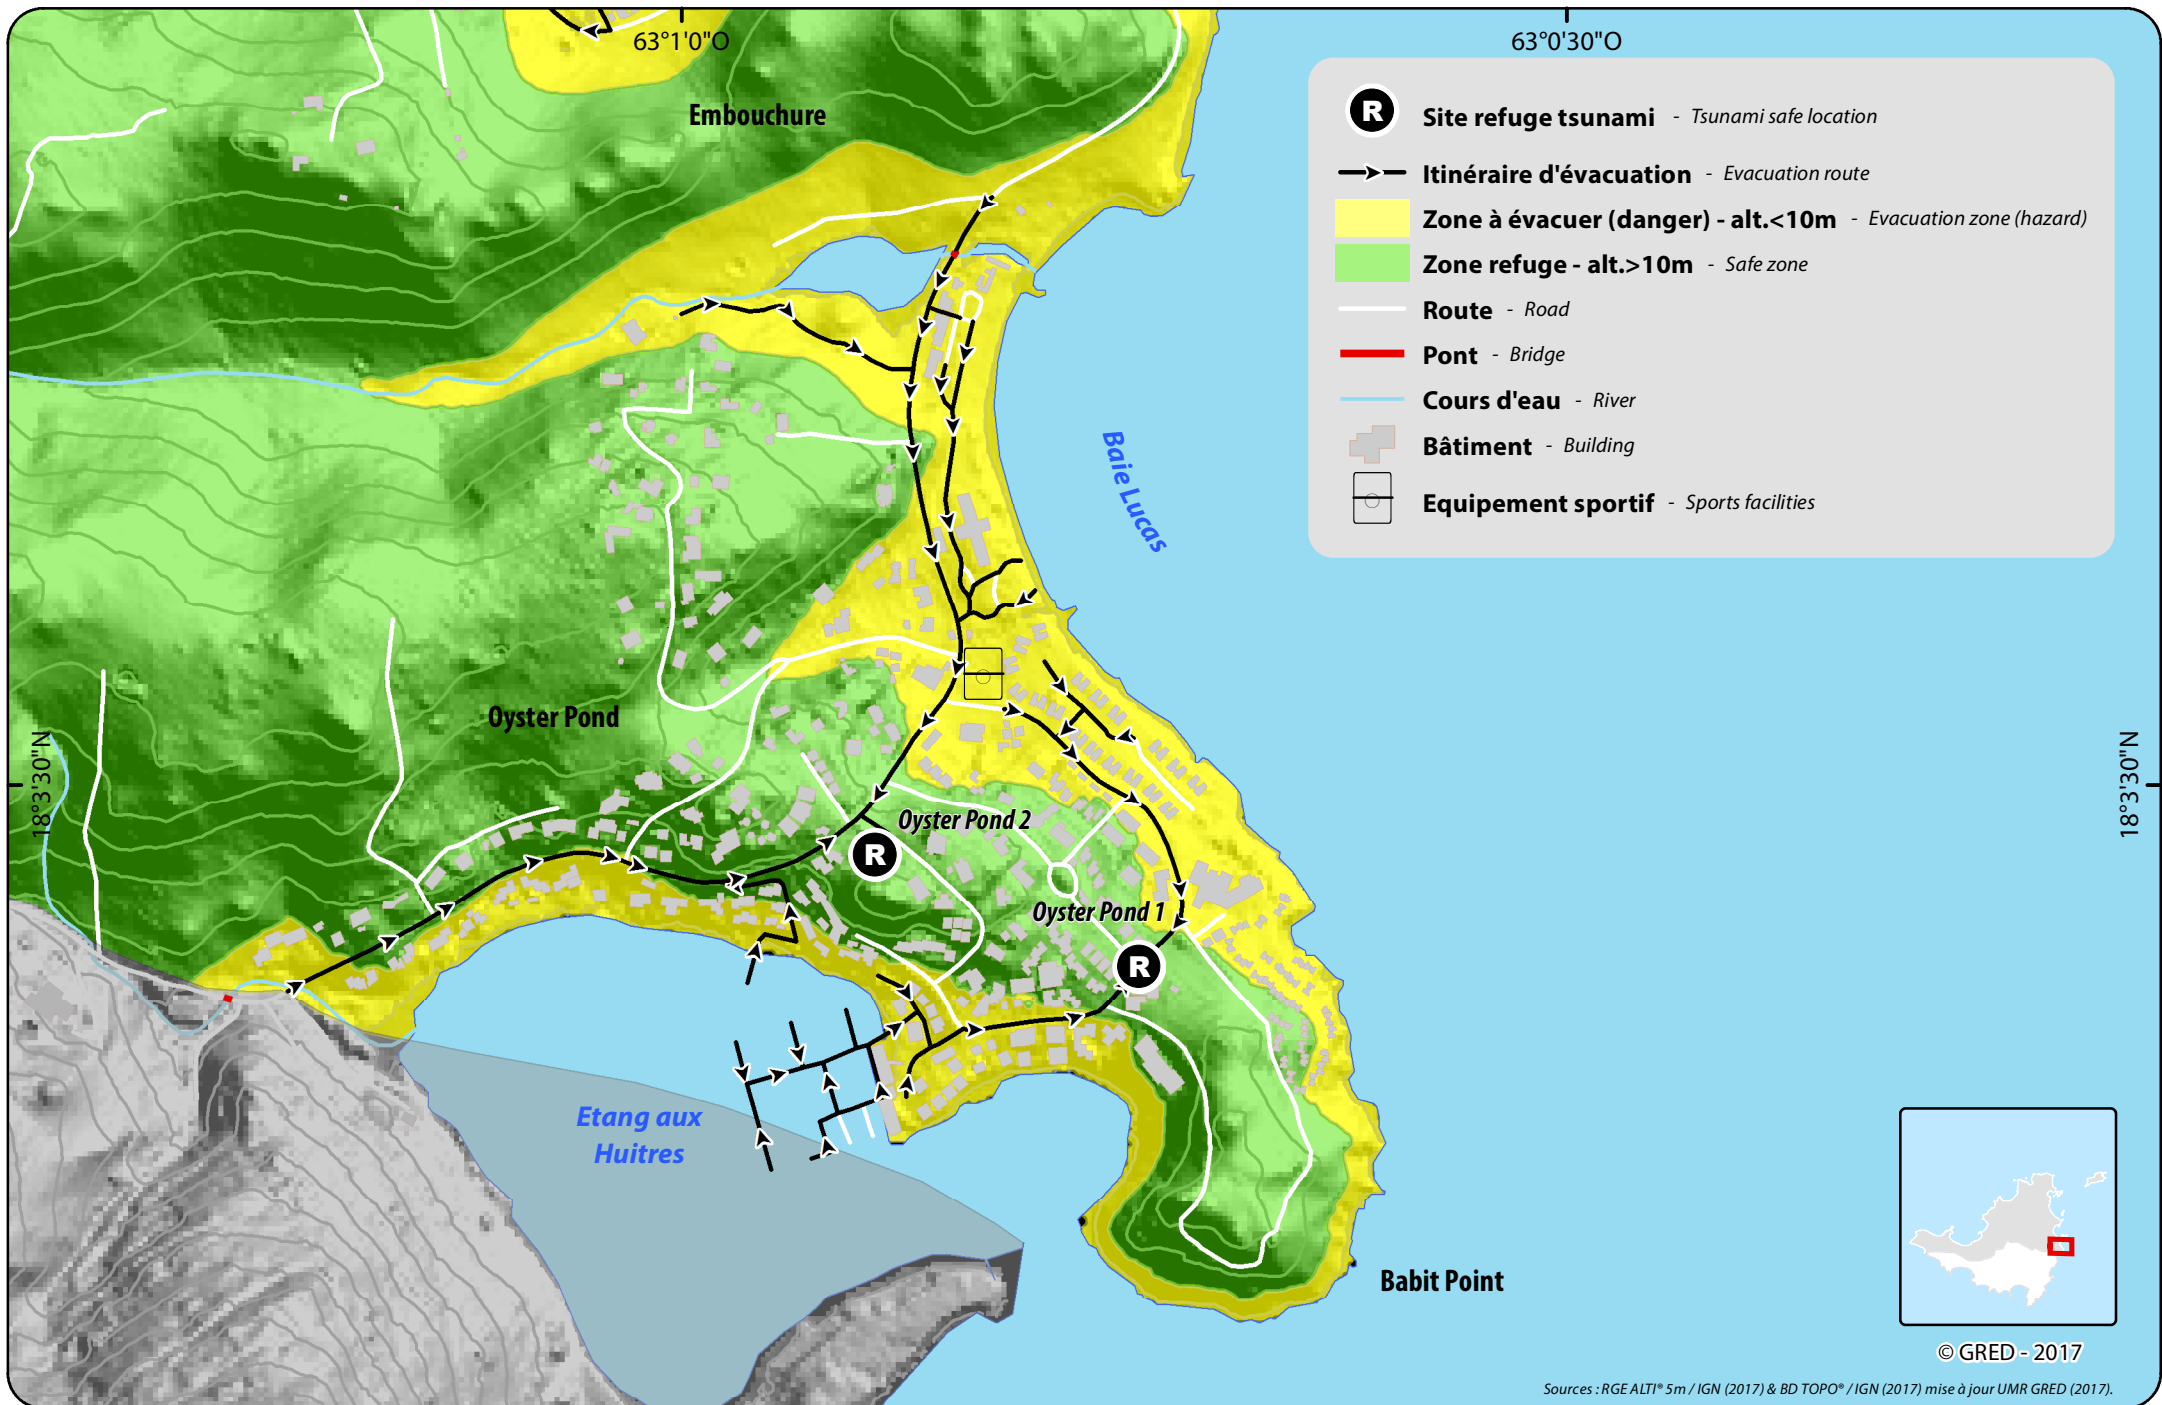 63°1'0"O
63°0'30"O
Embouchure
R
Site refuge tsunami - Tsunami safe location
Itinéraire d'évacuation - Evacuation route
Zone à évacuer (danger) - alt.<10m - Evacuation zone (hazard)
Zone refuge - alt.>10m - Safe zone
Route - Road
Pont - Bridge
Cours d'eau - River
Bâtiment - Building
Equipement sportif - Sports facilities
Baie Lucas
Oyster Pond
18°3'30"N
18°3'30"N
Oyster Pond 2
R
Oyster Pond 1
R
Etang aux
Huitres
Babit Point
© GRED - 2017
Sources : RGE ALTI® 5m / IGN (2017) & BD TOPO® / IGN (2017) mise à jour UMR GRED (2017).